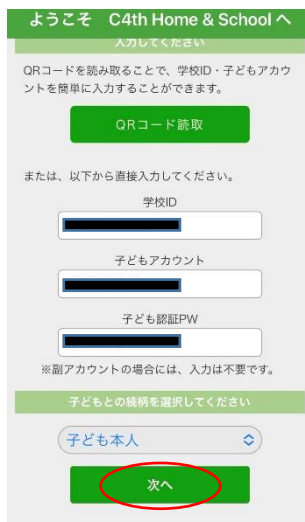 ようこそ C4th Home & School へ
入力してください
QRコードを読み取ることで、学校ID・子どもアカウ
ントを簡単に入力することができます。
QRコード読取
または、以下から直接入力してください。
学校ID
子どもアカウント
子ども認証PW
※副アカウントの場合には、入力は不要です。
子どもとの続柄を選択してください
子ども本人
次へ